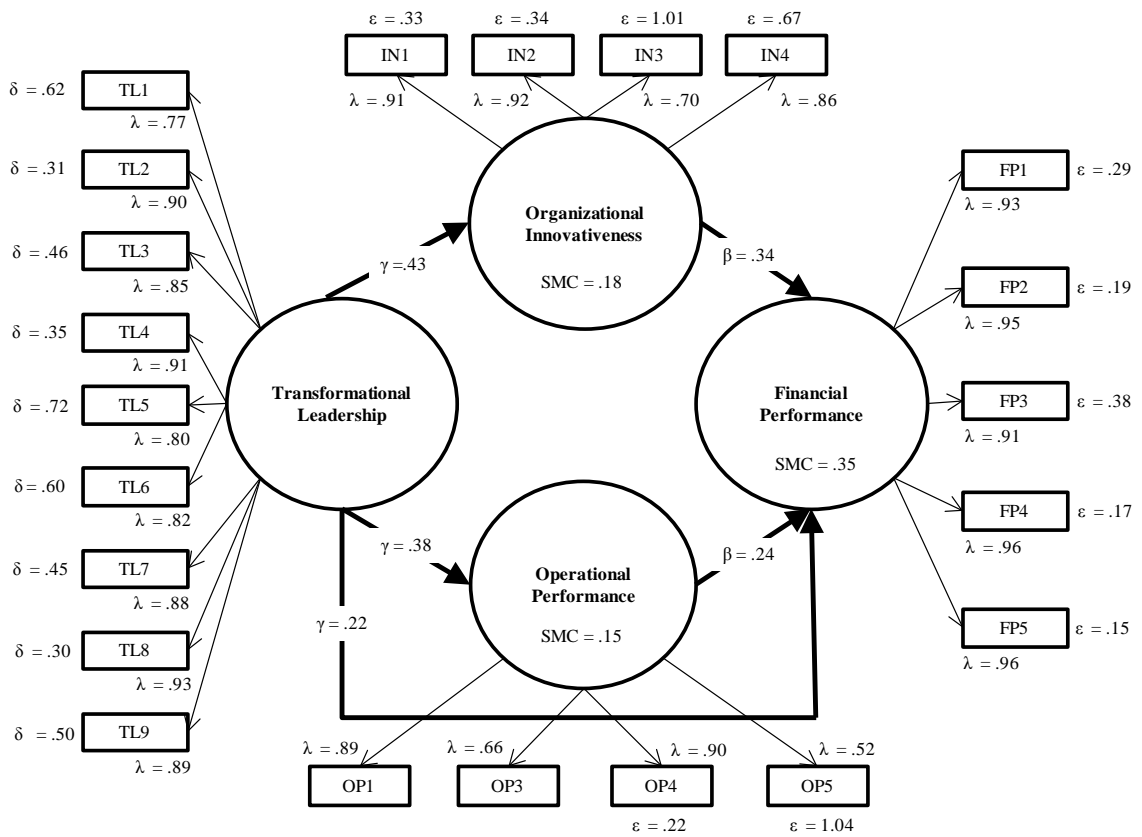 ε = .33
ε = .34
ε = 1.01
ε = .67
IN1
IN2
IN3
IN4
λ = .91
λ = .92
λ = .70
λ = .86
δ = .62
TL1
λ = .77
δ = .31
TL2
λ = .90
δ = .46
TL3
λ = .85
δ = .35
TL4
λ = .91
δ = .72
TL5
λ = .80
δ = .60
TL6
λ = .82
δ = .45
TL7
λ = .88
δ = .30
TL8
λ = .93
δ = .50
TL9
λ = .89
Organizational
Innovativeness
SMC = .18
γ =.43
β = .34
Transformational
Leadership
Financial
Performance
SMC = .35
γ = .38
β = .24
γ = .22
Operational
Performance
SMC = .15
FP1
ε = .29
λ = .93
FP2
ε = .19
λ = .95
FP3
ε = .38
λ = .91
FP4
ε = .17
λ = .96
FP5
ε = .15
λ = .96
λ = .89
λ = .66
λ = .90
λ = .52
OP1
OP3
OP4
OP5
ε = .22
ε = 1.04